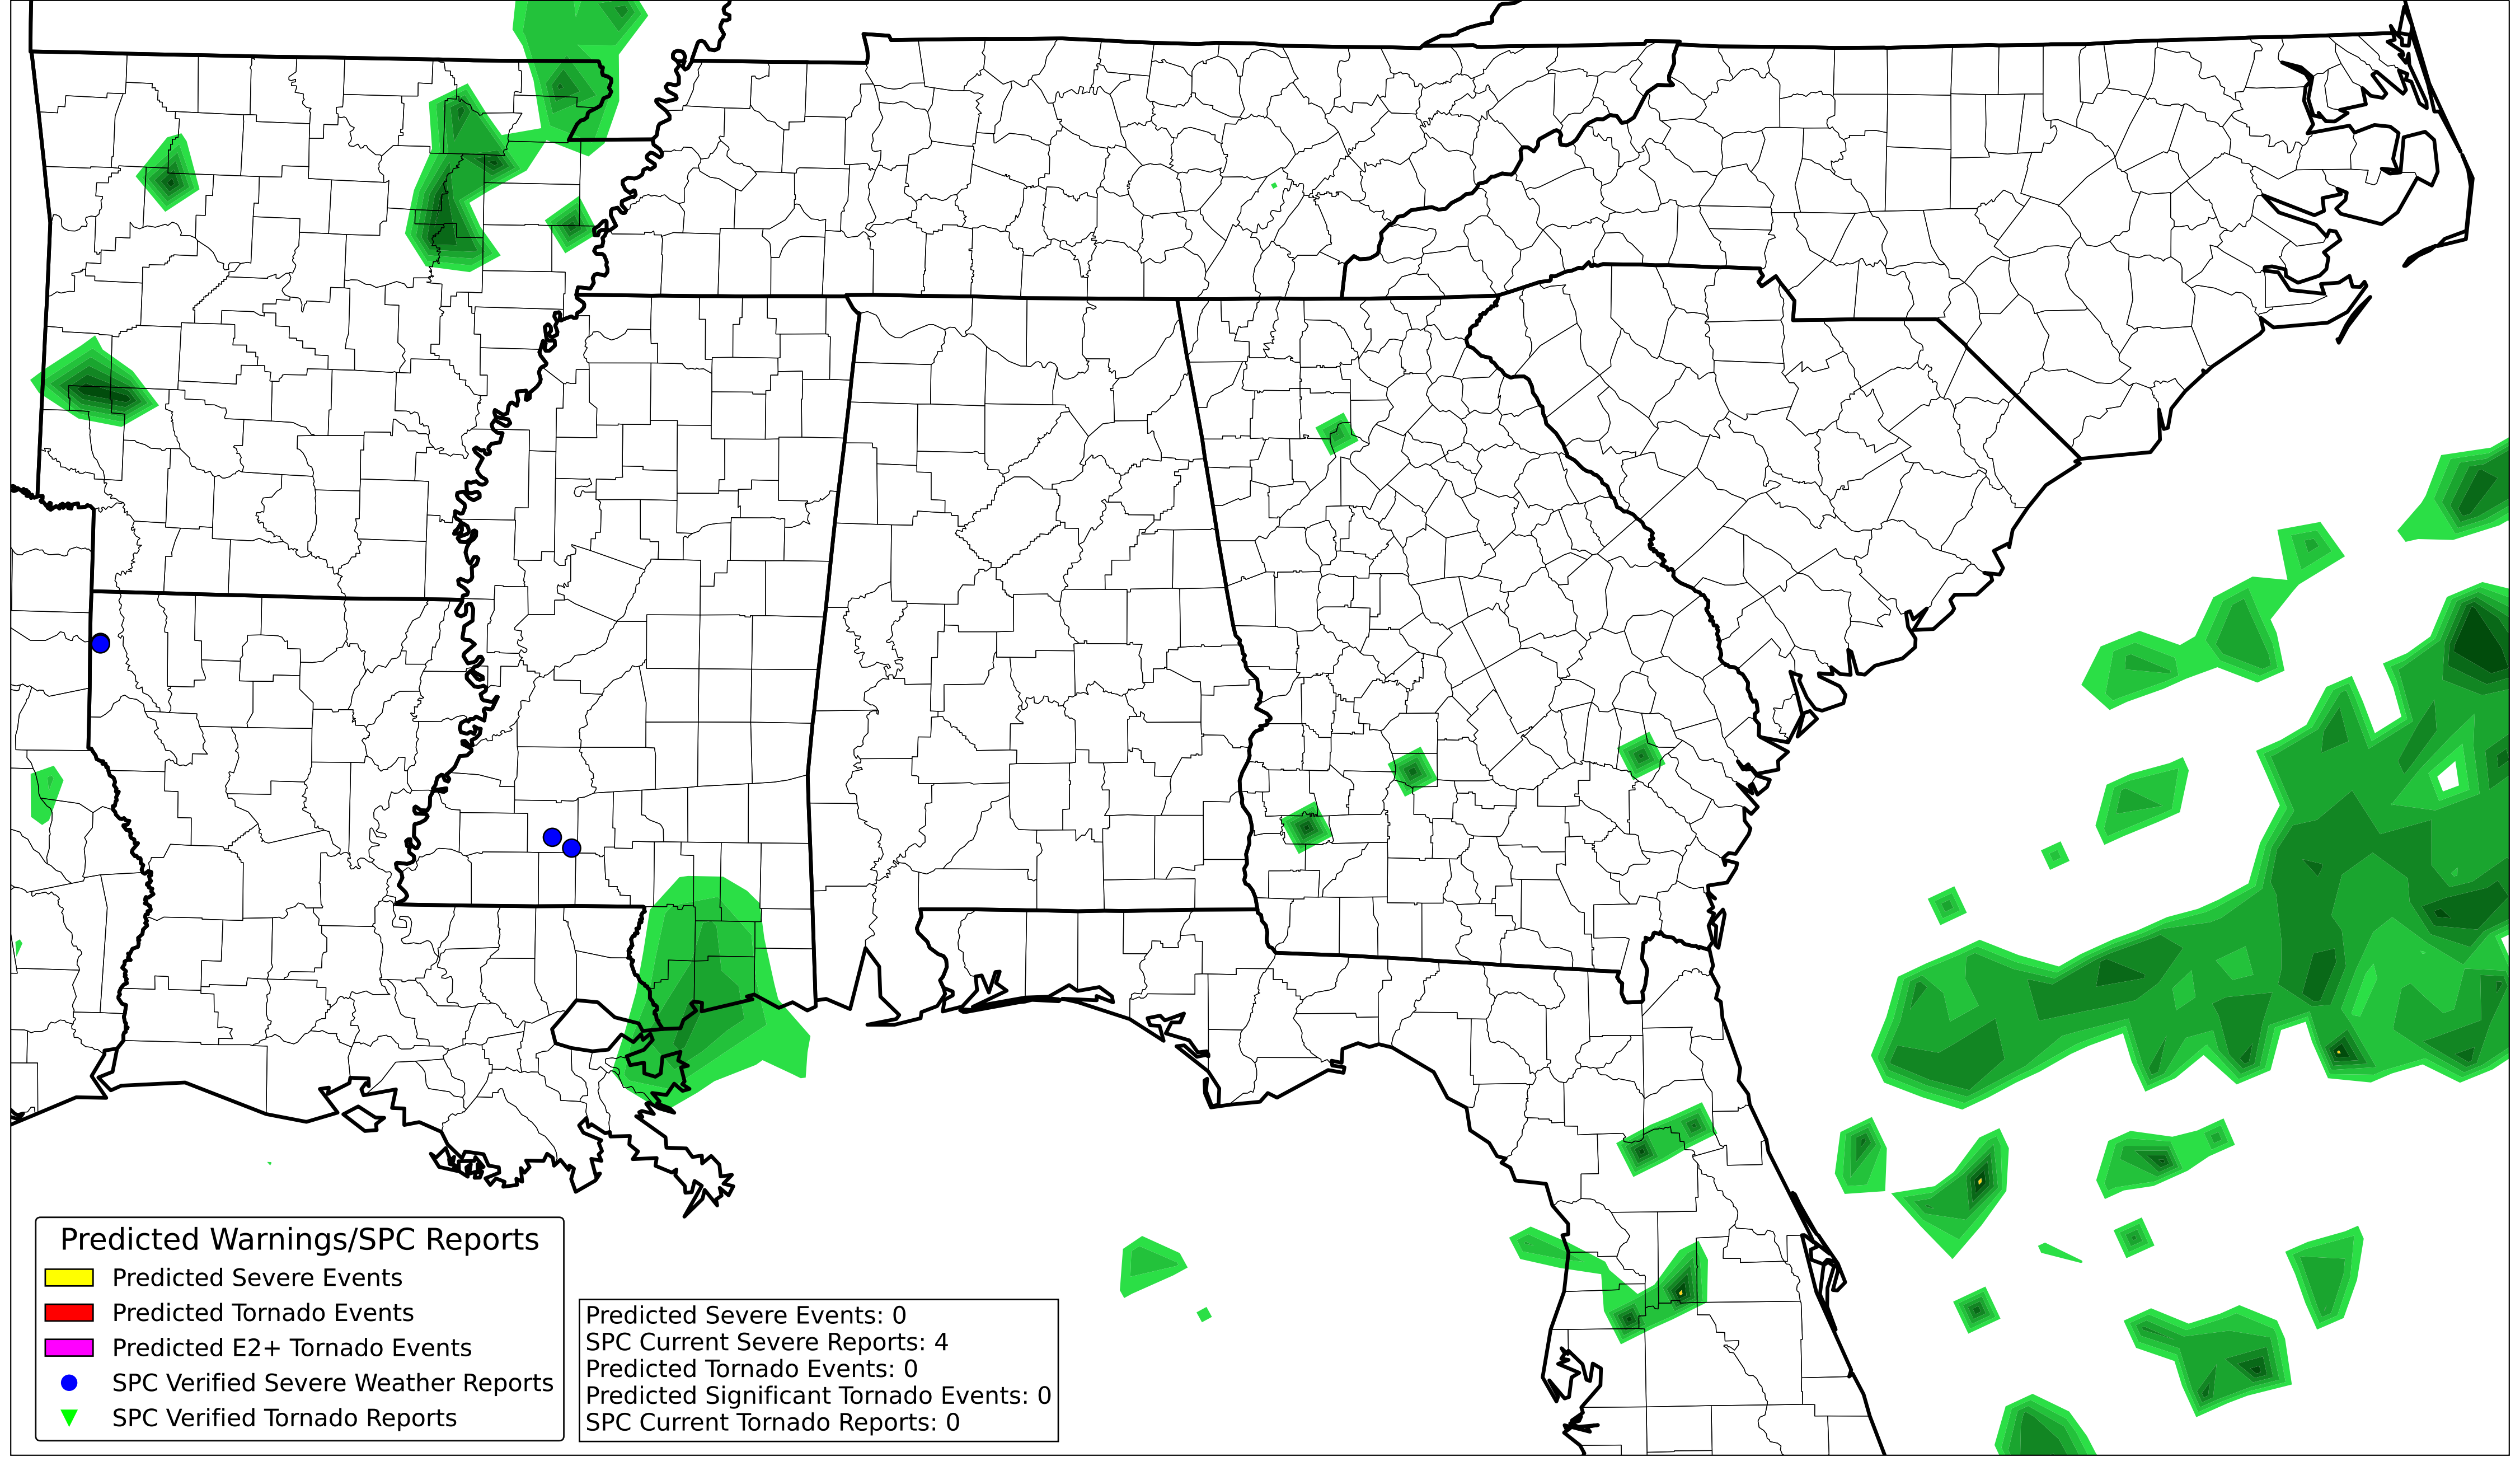 Predicted Warnings/SPC Reports
Predicted Severe Events
Predicted Tornado Events
Predicted E2+ Tornado Events
SPC Verified Severe Weather Reports
SPC Verified Tornado Reports
Predicted Severe Events: 0
SPC Current Severe Reports: 4
Predicted Tornado Events: 0
Predicted Significant Tornado Events: 0
SPC Current Tornado Reports: 0